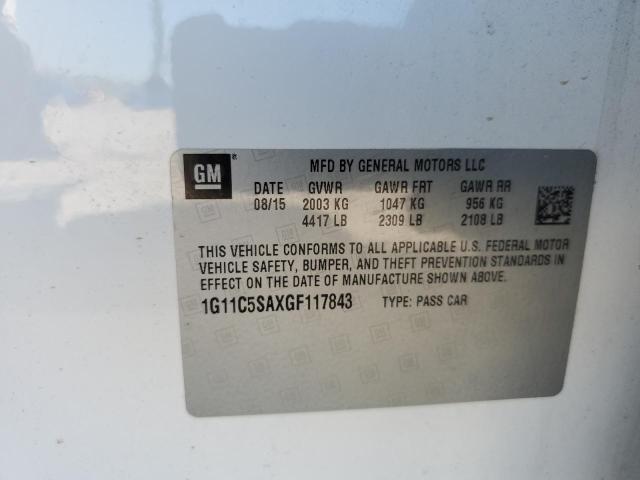 GM®
MFD BY GENERAL MOTORS LLC
DATE GVWR GAWR FRT GAWR RR
08/15 2003 KG 1047 KG 956 KG
4417 LB 2309 LB 2108 LB
THIS VEHICLE CONFORMS TO ALL APPLICABLE U.S. FEDERAL MOTOR
VEHICLE SAFETY, BUMPER, AND THEFT PREVENTION STANDARDS IN
EFFECT ON THE DATE OF MANUFACTURE SHOWN ABOVE.
1G11C5SAXGF117843 TYPE: PASS CAR